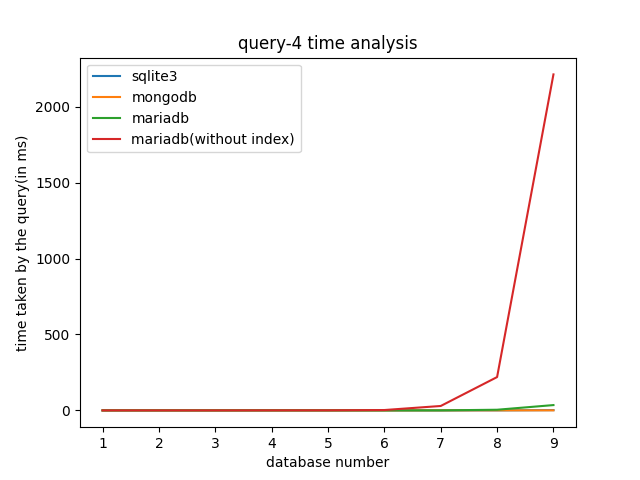 query-4 time analysis
sqlite3
mongodb
mariadb
mariadb(without index)
time taken by the query(in ms)
2000
1500
1000
500
0
1 2 3 4 5 6 7 8 9
database number